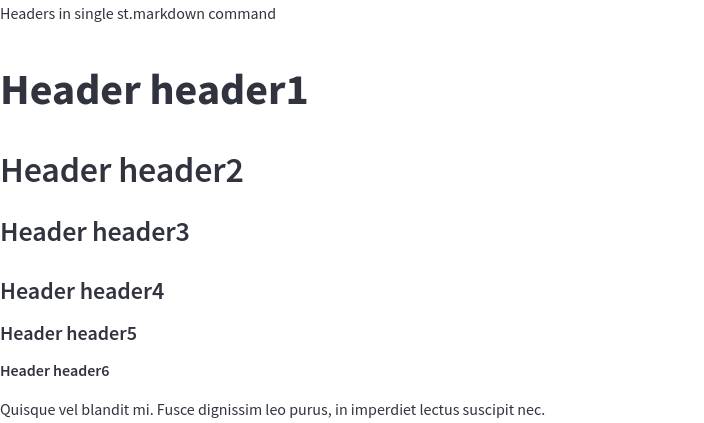 Headers in single st.markdown command
Header header1
Header header2
Header header3
Header header4
Header header5
Header header6
Quisque vel blandit mi. Fusce dignissim leo purus, in imperdiet lectus suscipit nec.